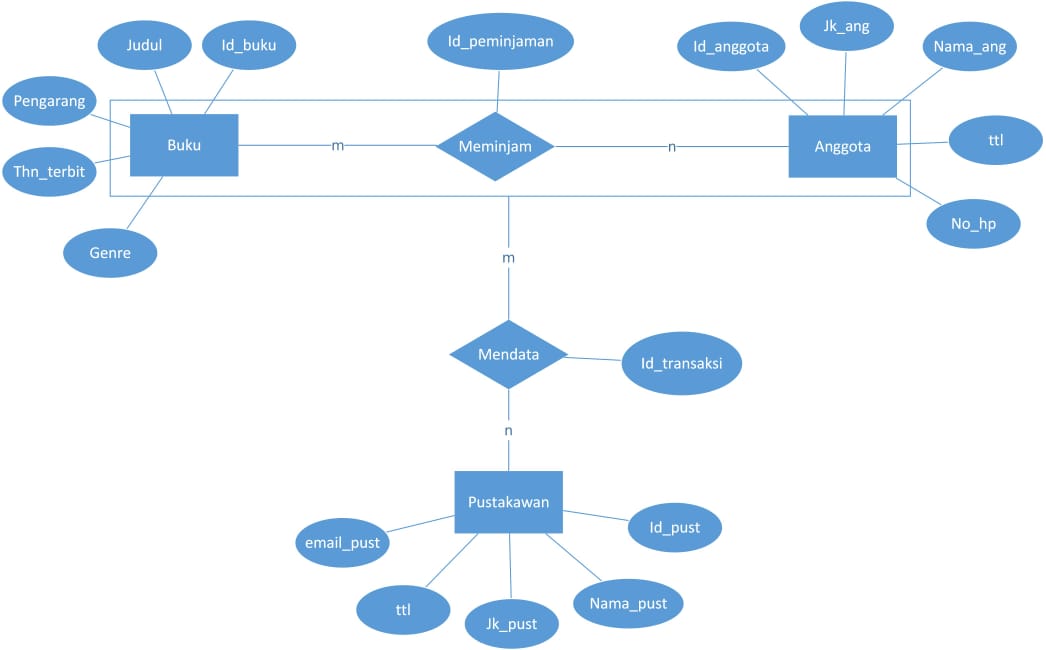 Judul
Id_buku
Id_peminjaman
Id_anggota
Jk_ang
Nama_ang
Pengarang
Thn_terbit
Genre
Buku
m
Meminjam
n
Anggota
ttl
No_hp
m
Mendata
Id_transaksi
n
Pustakawan
email_pust
ttl
Jk_pust
Nama_pust
Id_pust